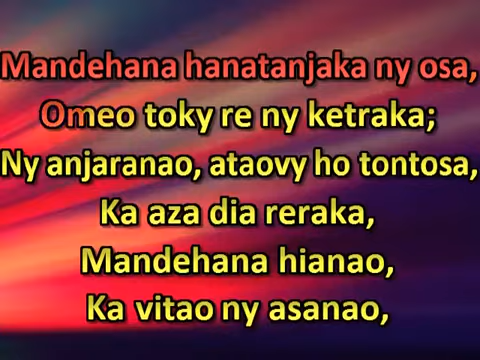 Mandehana hanatanjaka ny osa,
Omeo toky re ny ketraka;
Ny anjaranao, ataovy ho tontosa,
Ka aza dia reraka,
Mandehana hianao,
Ka vitao ny asanao,